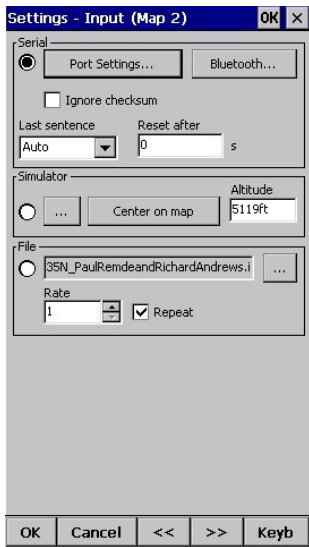 Settings - Input (Map 2) OK ×
Serial
Port Settings... Bluetooth...
Ignore checksum
Last sentence Reset after
Auto 0 s
Simulator
Altitude
... Center on map 5119ft
File
35N_PaulRemdeandRichardAndrews.i ...
Rate
1 Repeat
OK Cancel << >> Keyb